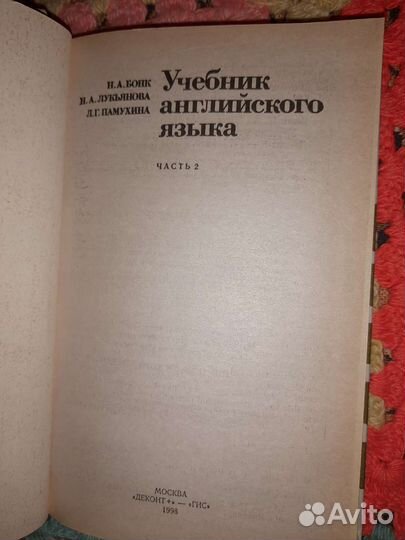 Н.А.БОНК
Н.А.ЛУКЬЯНОВА
Л.Г.ПАМУХИНА
Учебник
английского
языка
ЧАСТЬ 2
МОСКВА
«ДЕКОНТ+» — «ГИС»
1998
Avito